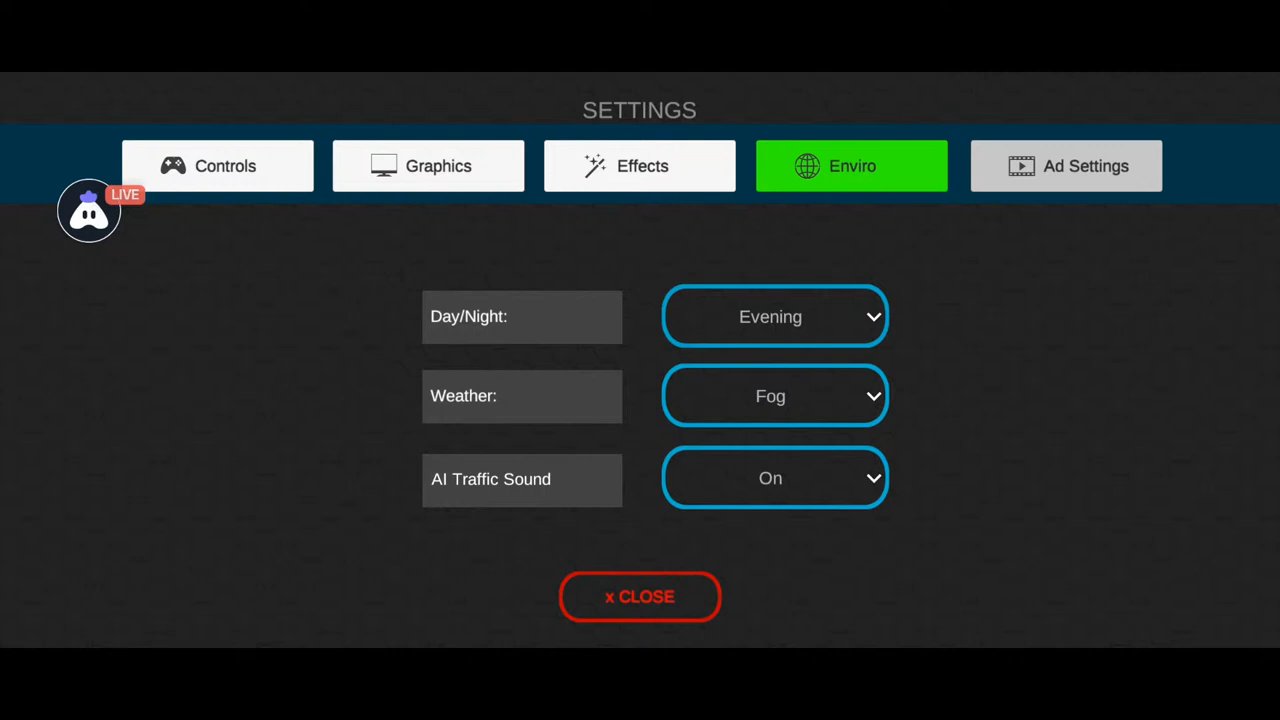 SETTINGS
Controls
Graphics
Effects
Enviro
Ad Settings
LIVE
Day/Night:
Evening
Weather:
Fog
AI Traffic Sound
On
x CLOSE